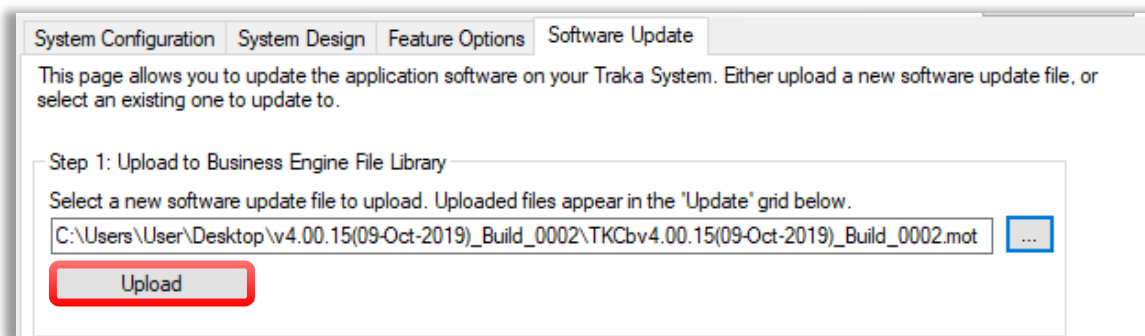 System Configuration System Design Feature Options Software Update
This page allows you to update the application software on your Traka System. Either upload a new software update file, or
select an existing one to update to.
Step 1: Upload to Business Engine File Library
Select a new software update file to upload. Uploaded files appear in the 'Update' grid below.
C:\Users\User\Desktop\v4.00.15(09-Oct-2019)_Build_0002\TKCbv4.00.15(09-Oct-2019)_Build_0002.mot ...
Upload